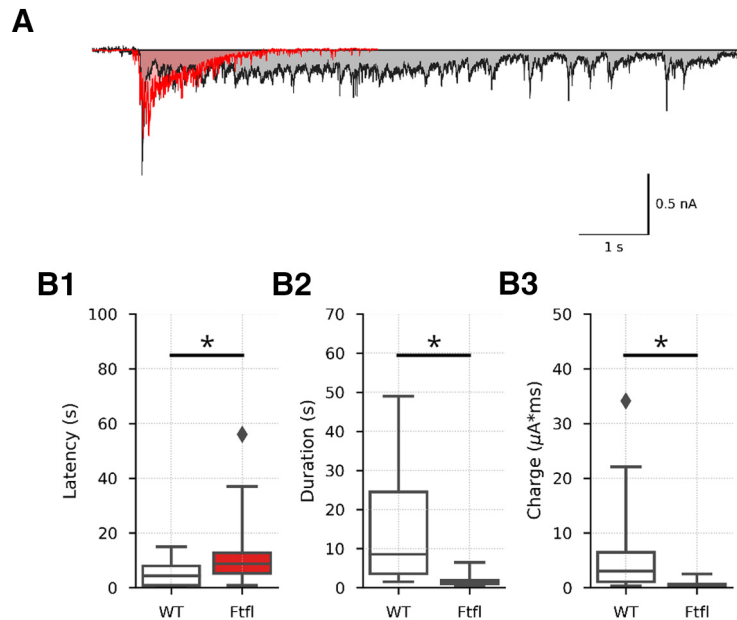 A
0.5 nA
1 s
B1
B2
B3
Latency (s)
100
80
60
40
20
0
*
WT
Ftfl
Duration (s)
70
60
50
40
30
20
10
0
*
WT
Ftfl
Charge (μA*ms)
50
40
30
20
10
0
*
WT
Ftfl